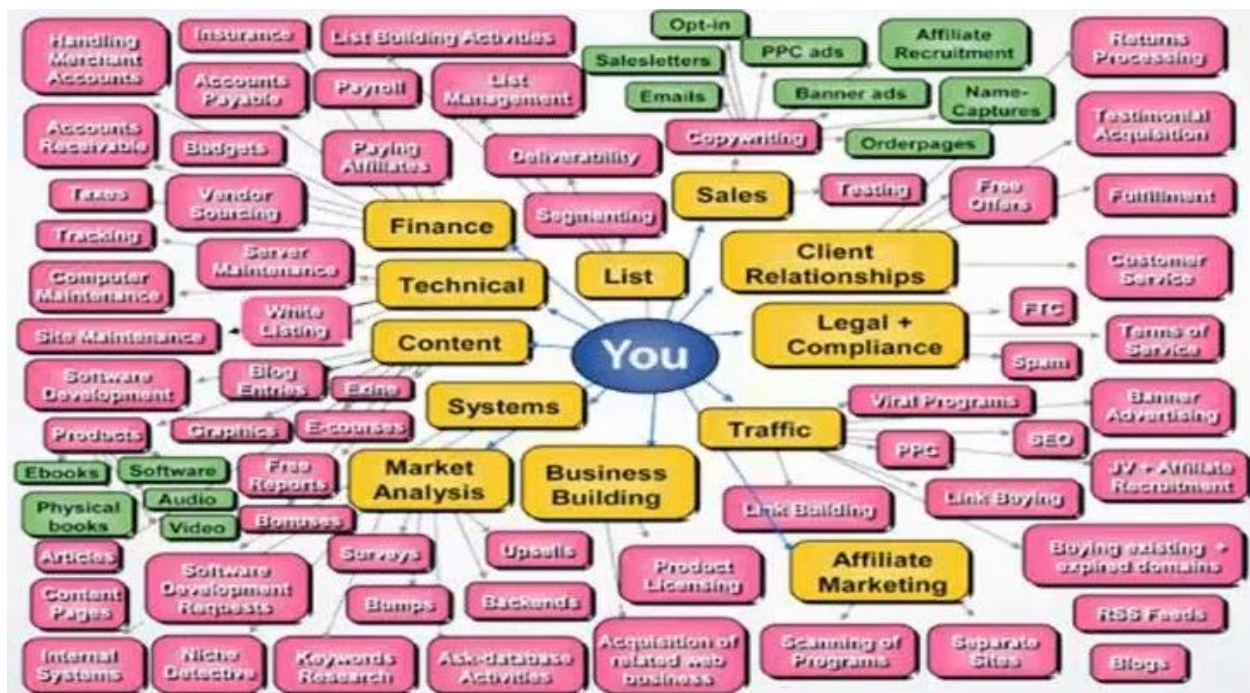 Handling
Merchant
Accounts
Insurance
List Building Activities
Opt-in
PPC ads
Affiliate
Recruitment
Returns
Processing
Salesletters
Accounts
Payable
Payroll
List
Management
Emails
Banner ads
Name-
Captures
Testimonial
Acquisition
Accounts
Receivable
Budgets
Paying
Affiliates
Deliverability
Copywriting
Orderpages
Taxes
Vendor
Sourcing
Segmenting
Sales
Testing
Free
Offers
Fulfillment
Tracking
Finance
Server
Maintenance
List
Client
Relationships
Customer
Service
Computer
Maintenance
Technical
White
Listing
Legal +
Compliance
FTC
Terms of
Service
Site Maintenance
Content
You
Spam
Software
Development
Blog
Entries
Ezine
Systems
Viral Programs
Banner
Advertising
Products
Graphics
E-courses
Traffic
PPC
SEO
Ebooks
Software
Free
Reports
Market
Analysis
Business
Building
JV + Affiliate
Recruitment
Physical
books
Audio
Video
Bonuses
Link Building
Link Buying
Articles
Surveys
Upsells
Product
Licensing
Affiliate
Marketing
Buying existing +
expired domains
Content
Pages
Software
Development
Requests
Bumps
Backends
RSS Feeds
Internal
Systems
Niche
Detective
Keywords
Research
Ask-database
Activities
Acquisition of
related web
business
Scanning of
Programs
Separate
Sites
Blogs